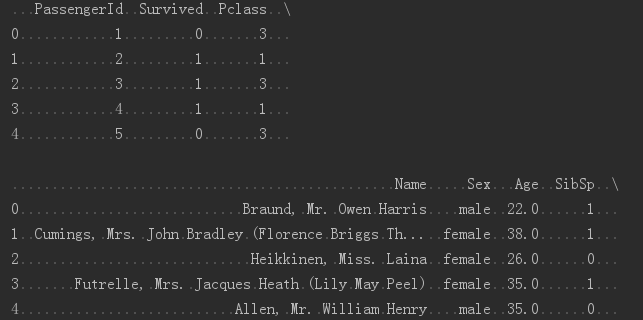 PassengerId Survived Pclass \
0 1 0 3
1 2 1 1
2 3 1 3
3 4 1 1
4 5 0 3
Name Sex Age SibSp \
0 Braund, Mr. Owen Harris male 22.0 1
1 Cumings, Mrs. John Bradley (Florence Briggs Th... female 38.0 1
2 Heikkinen, Miss. Laina female 26.0 0
3 Futrelle, Mrs. Jacques Heath (Lily May Peel) female 35.0 1
4 Allen, Mr. William Henry male 35.0 0